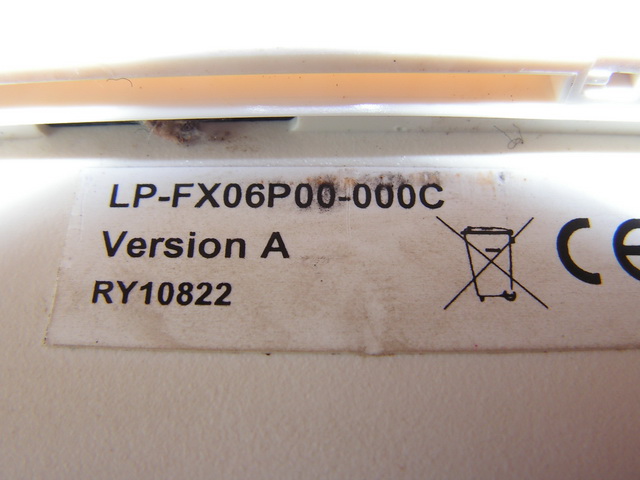 LP-FX06P00-000C
Version A
RY10822
CE